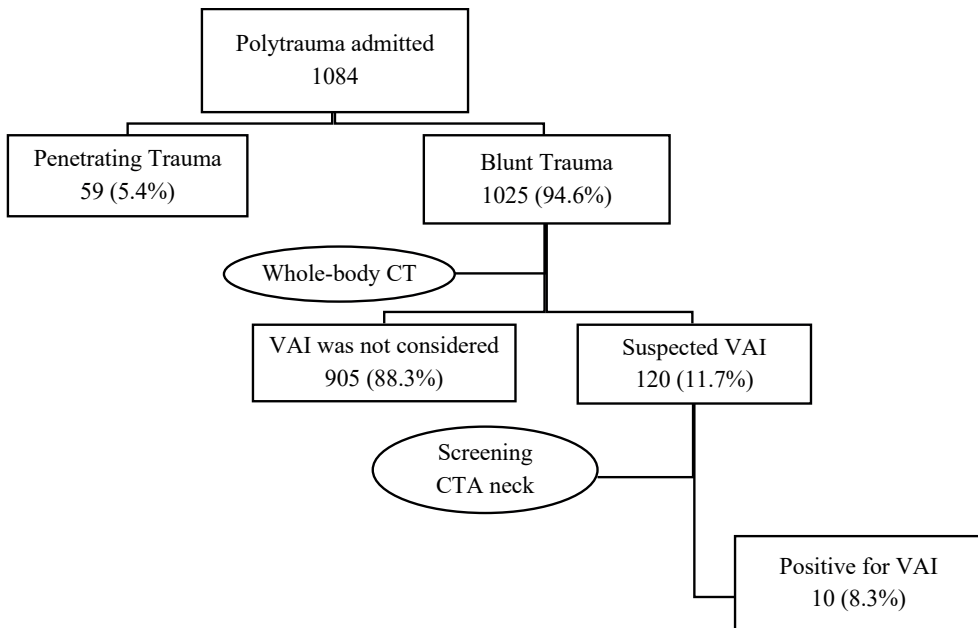 Polytrauma admitted
1084
Penetrating Trauma
59 (5.4%)
Blunt Trauma
1025 (94.6%)
Whole-body CT
VAI was not considered
905 (88.3%)
Suspected VAI
120 (11.7%)
Screening
CTA neck
Positive for VAI
10 (8.3%)